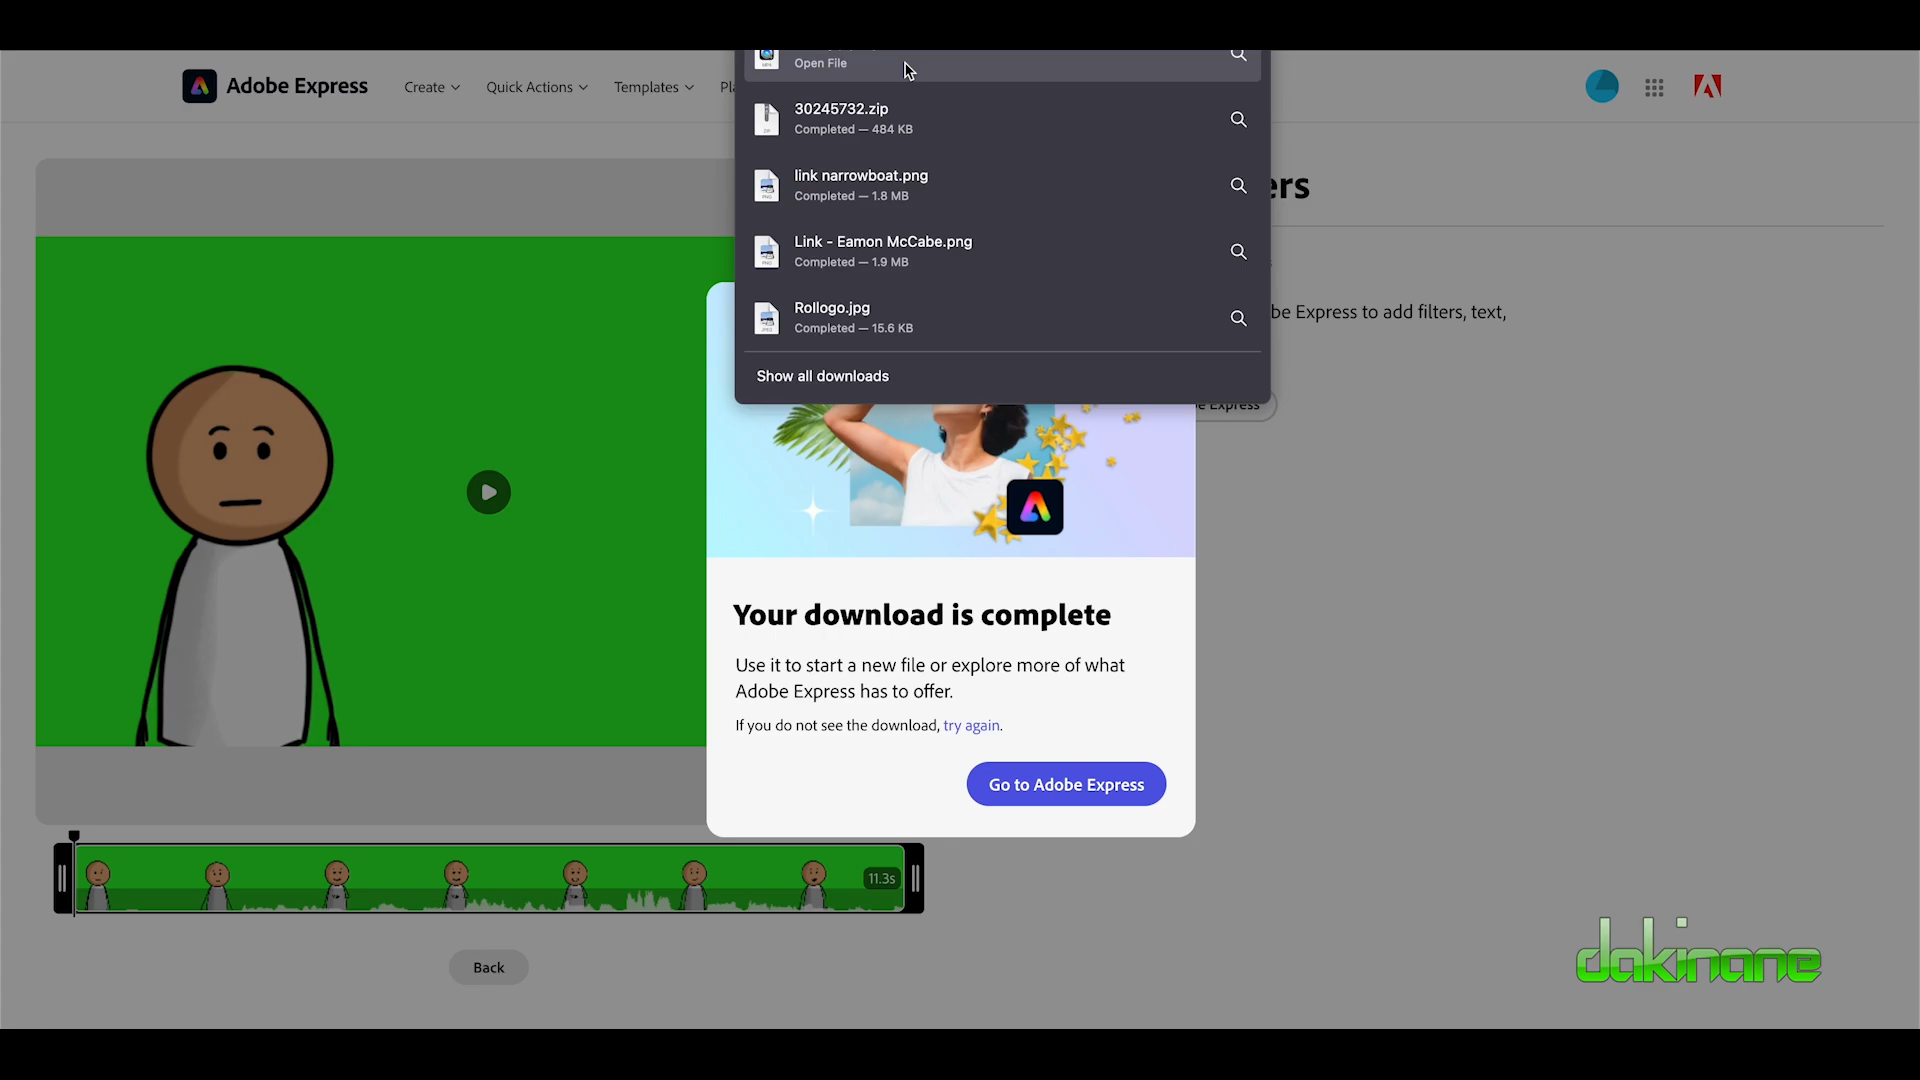 Adobe Express
Create
Quick Actions
Templates
Open File
30245732.zip
Completed — 484 KB
link narrowboat.png
Completed — 1.8 MB
Link - Eamon McCabe.png
Completed — 1.9 MB
Rollogo.jpg
Completed — 15.6 KB
Show all downloads
ers
be Express to add filters, text,
e Express
Your download is complete
Use it to start a new file or explore more of what
Adobe Express has to offer.
If you do not see the download, try again.
Go to Adobe Express
11.3s
Back
dakinane